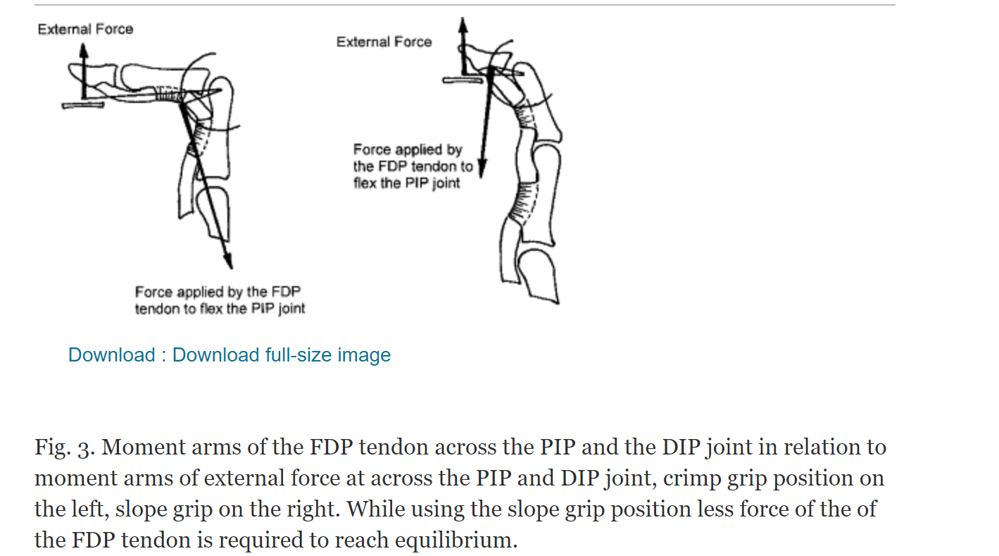 External Force
External Force
Force applied by
the FDP tendon to
flex the PIP joint
Force applied by the FDP
tendon to flex the PIP joint
Download : Download full-size image
Fig. 3. Moment arms of the FDP tendon across the PIP and the DIP joint in relation to
moment arms of external force at across the PIP and DIP joint, crimp grip position on
the left, slope grip on the right. While using the slope grip position less force of the of
the FDP tendon is required to reach equilibrium.